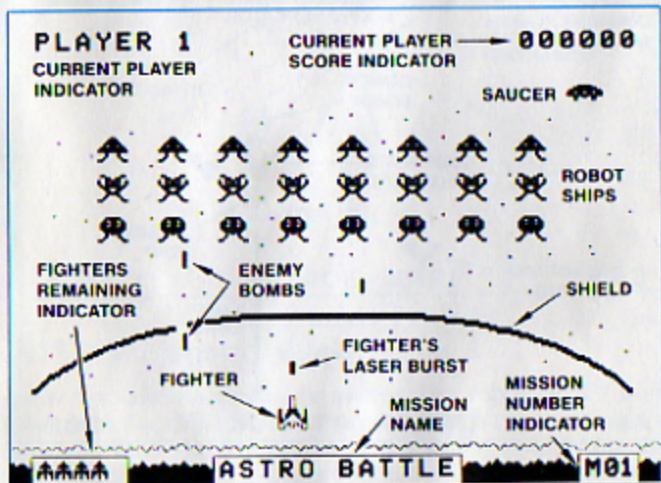 PLAYER 1
CURRENT PLAYER
INDICATOR
CURRENT PLAYER
SCORE INDICATOR
000000
SAUCER
ROBOT
SHIPS
FIGHTERS
REMAINING
INDICATOR
ENEMY
BOMBS
SHIELD
FIGHTER'S
LASER BURST
FIGHTER
MISSION
NAME
MISSION
NUMBER
INDICATOR
ASTRO BATTLE
M01